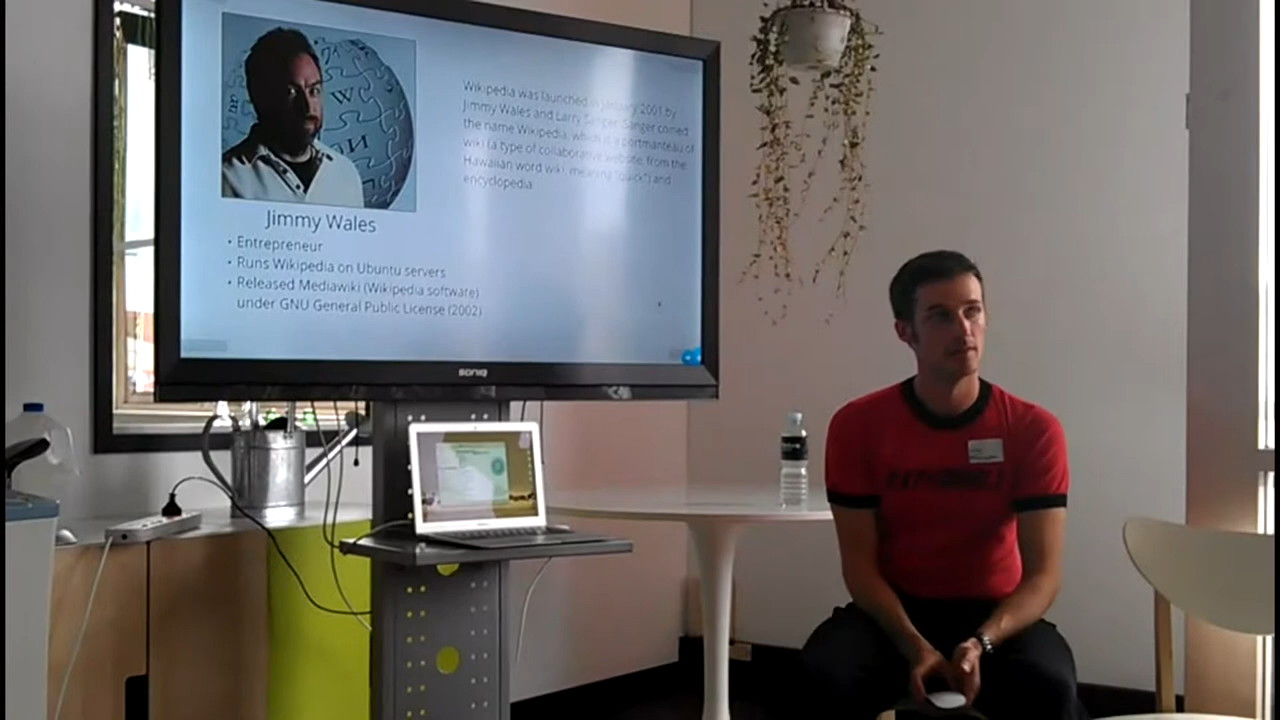 Wikipedia was launched in January 2001 by
Jimmy Wales and Larry Sanger. Sanger coined
the name Wikipedia, which is a portmanteau of
wiki (a type of collaborative website, from the
Hawaiian word wiki, meaning "quick") and
encyclopedia
W
Jimmy Wales
• Entrepreneur
• Runs Wikipedia on Ubuntu servers
• Released Mediawiki (Wikipedia software)
under GNU General Public License (2002)
soniq